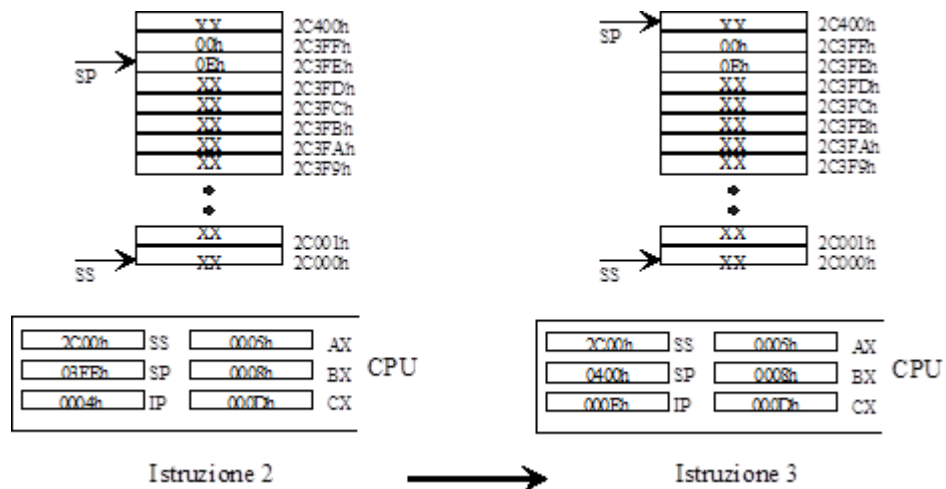 XX 2C400h
00h 2C3FFh
SP 0Eh 2C3FEh
XX 2C3FDh
XX 2C3FCh
XX 2C3FBh
XX 2C3FAh
XX 2C3F9h
XX 2C001h
SS XX 2C000h
2C00h SS 0005h AX
03FEh SP 0008h BX
0004h IP 000Dh CX
CPU
Istruzione 2
SP XX 2C400h
00h 2C3FFh
0Eh 2C3FEh
XX 2C3FDh
XX 2C3FCh
XX 2C3FBh
XX 2C3FAh
XX 2C3F9h
XX 2C001h
SS XX 2C000h
2C00h SS 0005h AX
0400h SP 0008h BX
000Eh IP 000Dh CX
CPU
Istruzione 3